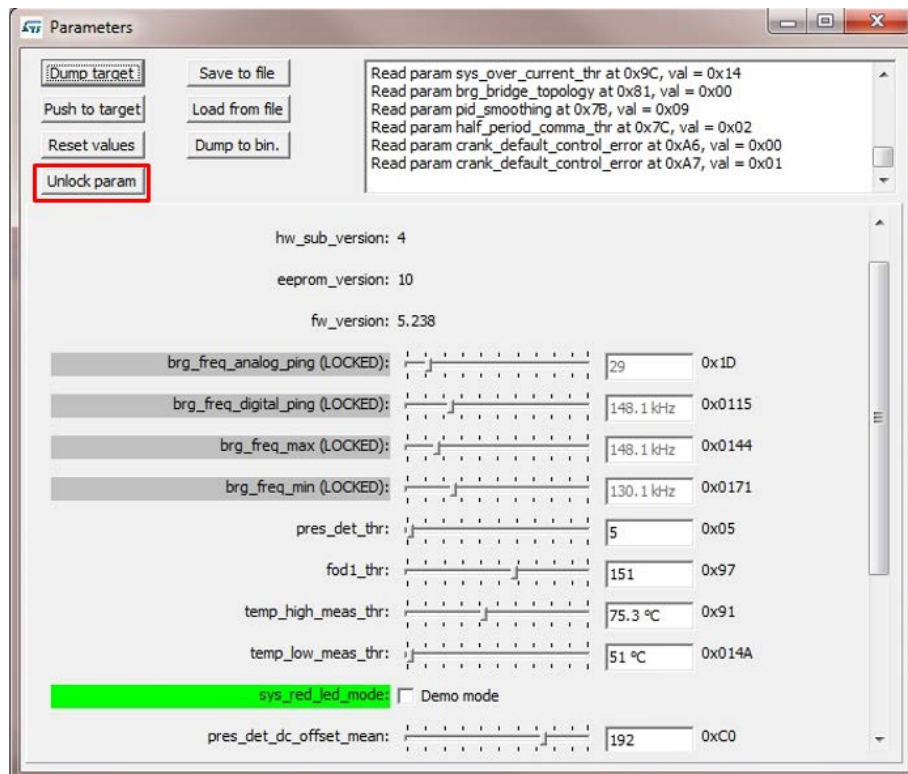 Parameters
Dump target
Save to file
Push to target
Load from file
Reset values
Dump to bin.
Unlock param
Read param sys_over_current_thr at 0x9C, val = 0x14
Read param brg_bridge_topology at 0x81, val = 0x00
Read param pid_smoothing at 0x7B, val = 0x09
Read param half_period_comma_thr at 0x7C, val = 0x02
Read param crank_default_control_error at 0xA6, val = 0x00
Read param crank_default_control_error at 0xA7, val = 0x01
hw_sub_version: 4
eeprom_version: 10
fw_version: 5.238
brg_freq_analog_ping (LOCKED): 29 0x1D
brg_freq_digital_ping (LOCKED): 148.1 kHz 0x0115
brg_freq_max (LOCKED): 148.1 kHz 0x0144
brg_freq_min (LOCKED): 130.1 kHz 0x0171
pres_det_thr: 5 0x05
fod1_thr: 151 0x97
temp_high_meas_thr: 75.3 ºC 0x91
temp_low_meas_thr: 51 ºC 0x014A
sys_red_led_mode: Demo mode
pres_det_dc_offset_mean: 192 0xC0